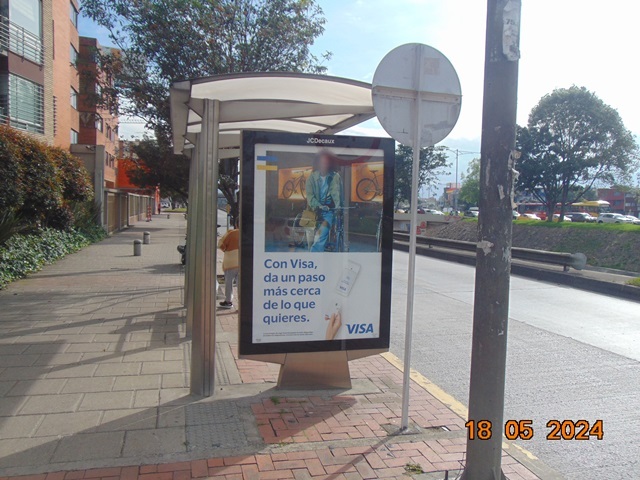 JCDecaux
Con Visa,
da un paso
más cerca
de lo que
quieres.
VISA
18 05 2024